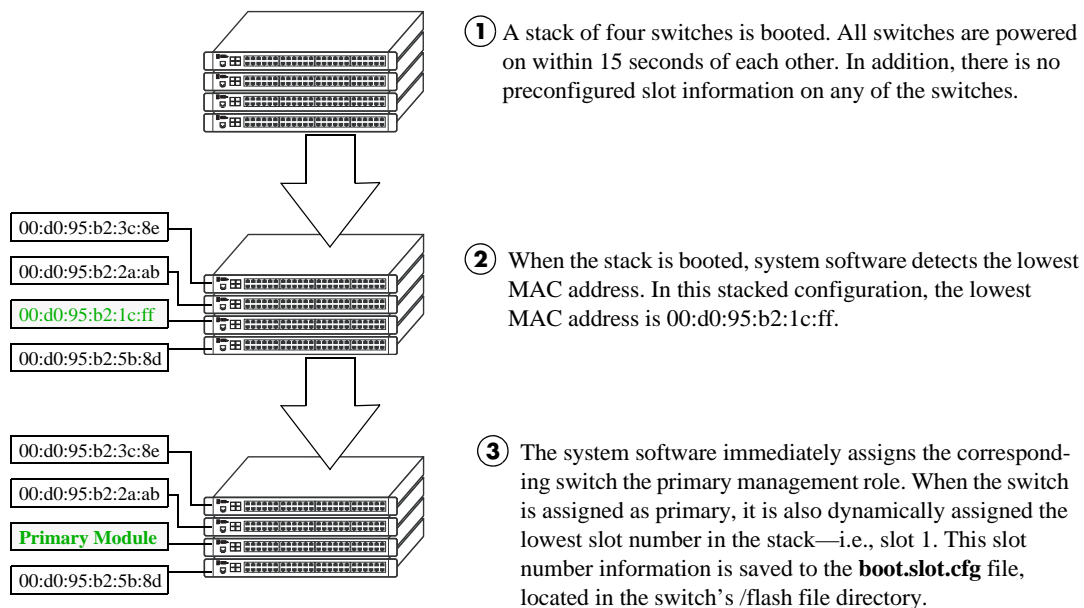 1 A stack of four switches is booted. All switches are powered
on within 15 seconds of each other. In addition, there is no
preconfigured slot information on any of the switches.
00:d0:95:b2:3c:8e
00:d0:95:b2:2a:ab
00:d0:95:b2:1c:ff
00:d0:95:b2:5b:8d
2 When the stack is booted, system software detects the lowest
MAC address. In this stacked configuration, the lowest
MAC address is 00:d0:95:b2:1c:ff.
00:d0:95:b2:3c:8e
00:d0:95:b2:2a:ab
Primary Module
00:d0:95:b2:5b:8d
3 The system software immediately assigns the correspond-
ing switch the primary management role. When the switch
is assigned as primary, it is also dynamically assigned the
lowest slot number in the stack—i.e., slot 1. This slot
number information is saved to the boot.slot.cfg file,
located in the switch's /flash file directory.